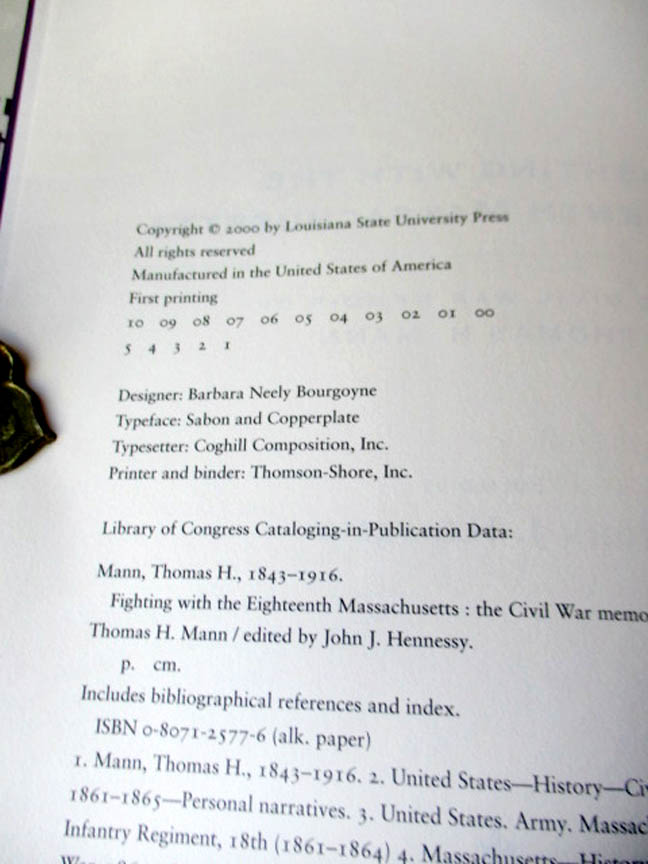 Copyright © 2000 by Louisiana State University Press
All rights reserved
Manufactured in the United States of America
First printing
10 09 08 07 06 05 04 03 02 01 00
5 4 3 2 1
Designer: Barbara Neely Bourgoyne
Typeface: Sabon and Copperplate
Typesetter: Coghill Composition, Inc.
Printer and binder: Thomson-Shore, Inc.
Library of Congress Cataloging-in-Publication Data:
Mann, Thomas H., 1843–1916.
Fighting with the Eighteenth Massachusetts : the Civil War memo
Thomas H. Mann / edited by John J. Hennessy.
p. cm.
Includes bibliographical references and index.
ISBN 0-8071-2577-6 (alk. paper)
1. Mann, Thomas H., 1843–1916. 2. United States—History—Civ
1861–1865—Personal narratives. 3. United States. Army. Massac
Infantry Regiment, 18th (1861–1864) 4. Massachusetts—History